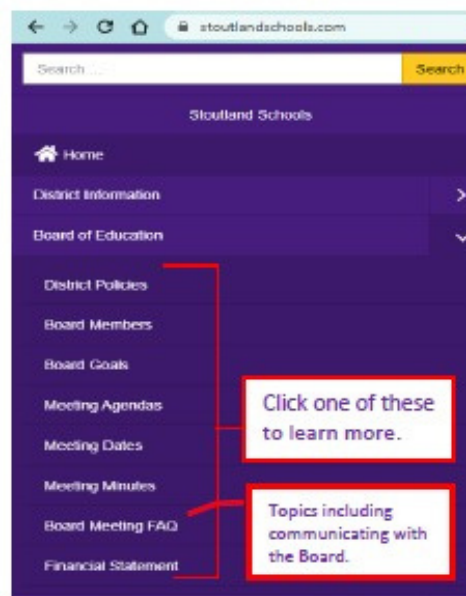 stoutlandschools.com
Search ...
Search
Stoutland Schools
Home
District Information
Board of Education
District Policies
Board Members
Board Goals
Meeting Agendas
Click one of these
to learn more.
Meeting Dates
Meeting Minutes
Board Meeting FAQ
Topics including
communicating with
the Board.
Financial Statement